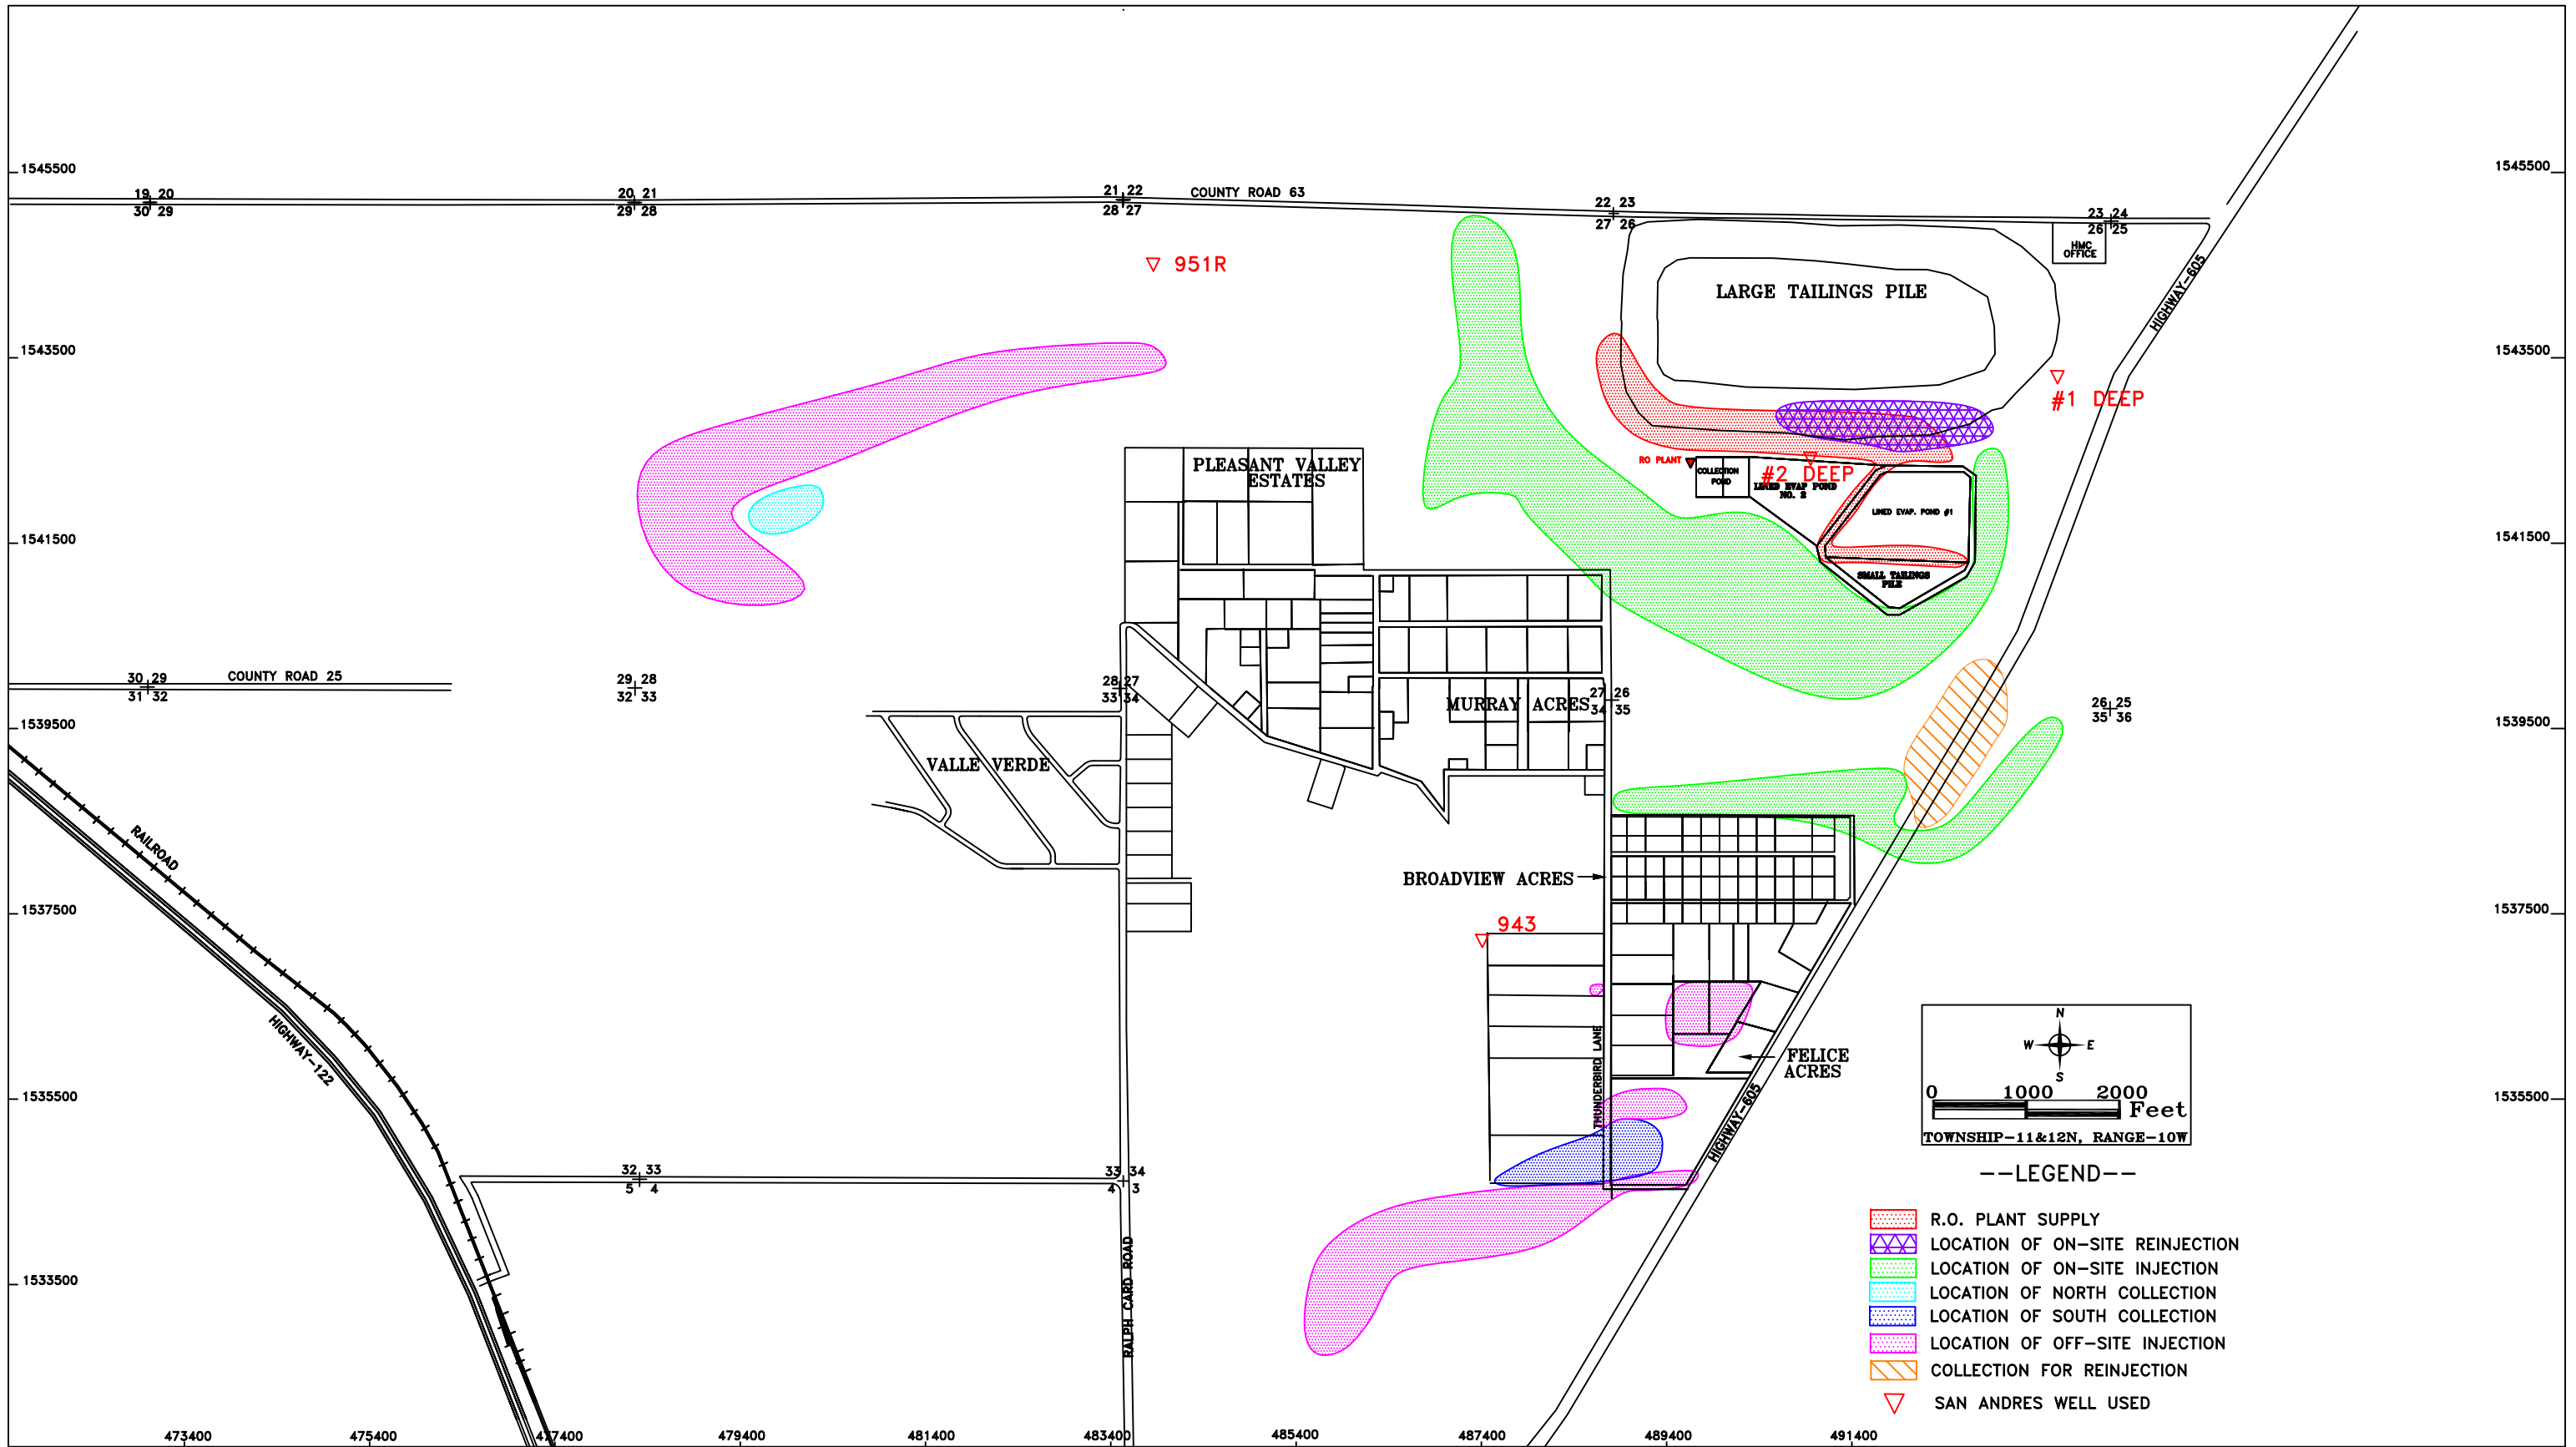 1545500
1545500
19 20
30 29
20 21
29 28
21 22
28 27
COUNTY ROAD 63
22 23
27 26
23 24
26 25
HMC
OFFICE
951R
LARGE TAILINGS PILE
HIGHWAY-605
1543500
1543500
#1 DEEP
PLEASANT VALLEY
ESTATES
RO PLANT
COLLECTION
POND
#2 DEEP
LINED EVAP POND
NO. 2
LINED EVAP. POND #1
1541500
1541500
SMALL TAILINGS
PILE
30 29
31 32
COUNTY ROAD 25
29 28
32 33
28 27
33 34
MURRAY ACRES
27 26
34 35
26 25
35 36
1539500
1539500
VALLE VERDE
RAILROAD
BROADVIEW ACRES
1537500
1537500
943
HIGHWAY-122
THUNDERBIRD LANE
FELICE
ACRES
N
W E
S
0 1000 2000
Feet
TOWNSHIP-11&12N, RANGE-10W
1535500
1535500
HIGHWAY-605
32 33
5 4
33 34
4 3
--LEGEND--
R.O. PLANT SUPPLY
LOCATION OF ON-SITE REINJECTION
LOCATION OF ON-SITE INJECTION
LOCATION OF NORTH COLLECTION
LOCATION OF SOUTH COLLECTION
LOCATION OF OFF-SITE INJECTION
COLLECTION FOR REINJECTION
SAN ANDRES WELL USED
1533500
RALPH CARD ROAD
473400
475400
477400
479400
481400
483400
485400
487400
489400
491400